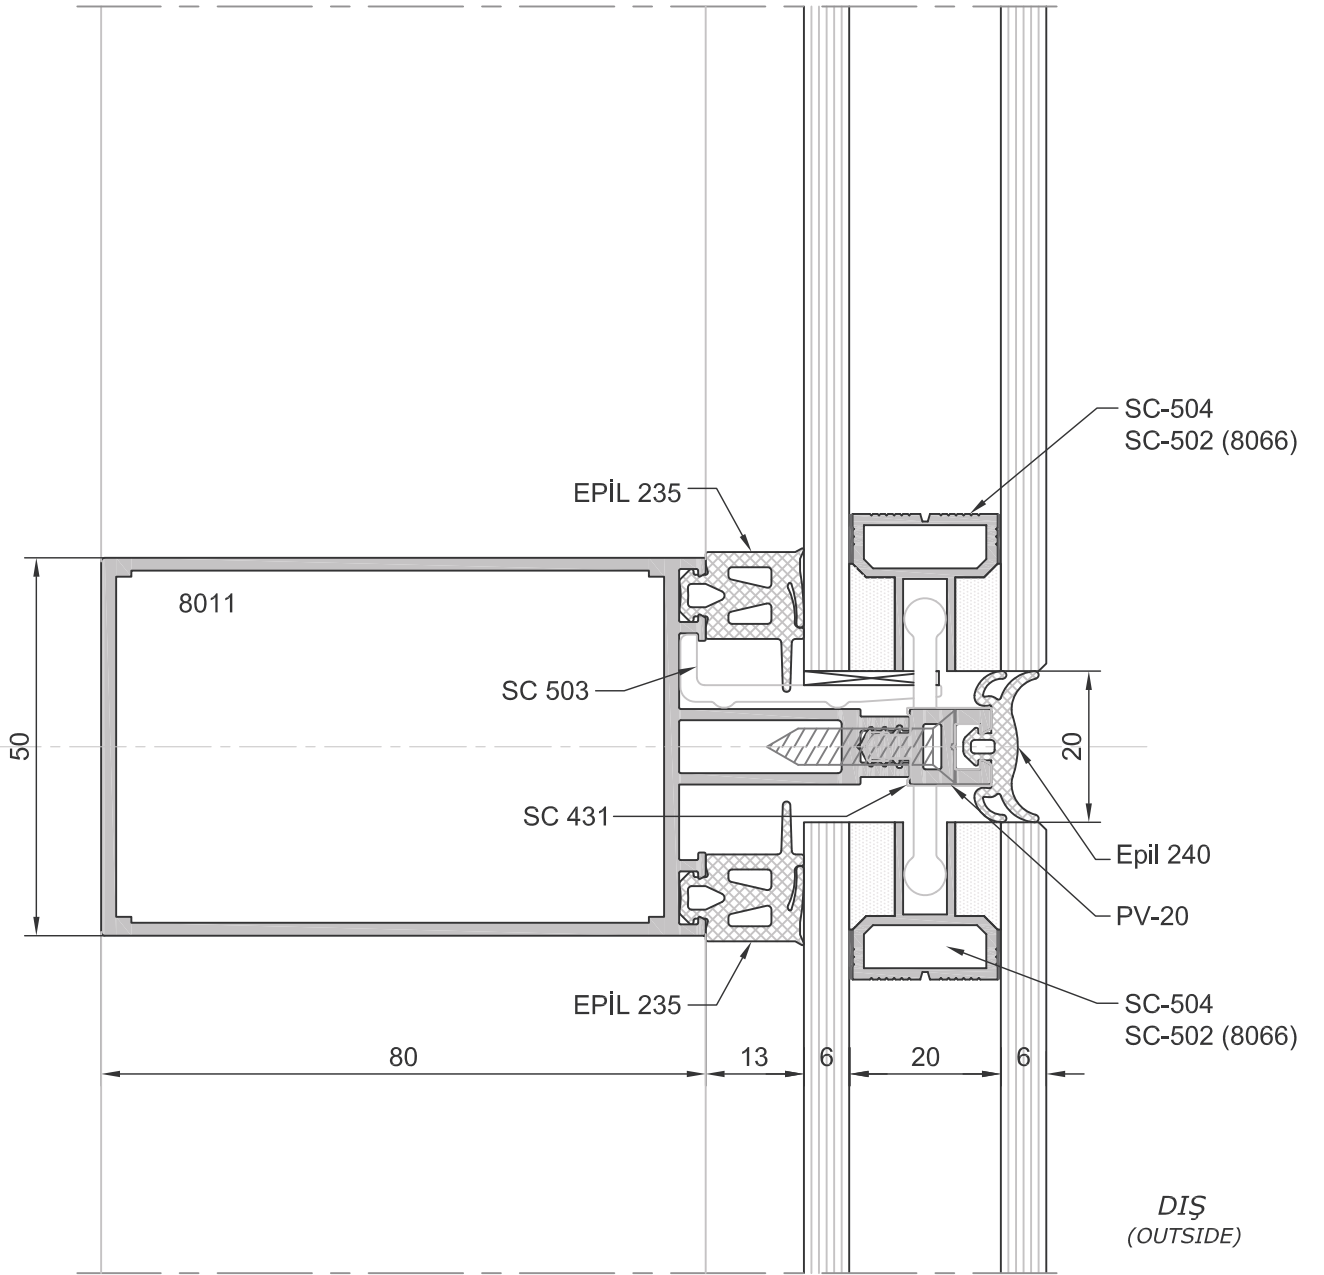 SC-504
SC-502 (8066)
EPİL 235
8011
SC 503
50
20
SC 431
Epil 240
PV-20
EPİL 235
SC-504
SC-502 (8066)
80
13
6
20
6
DIŞ
(OUTSIDE)